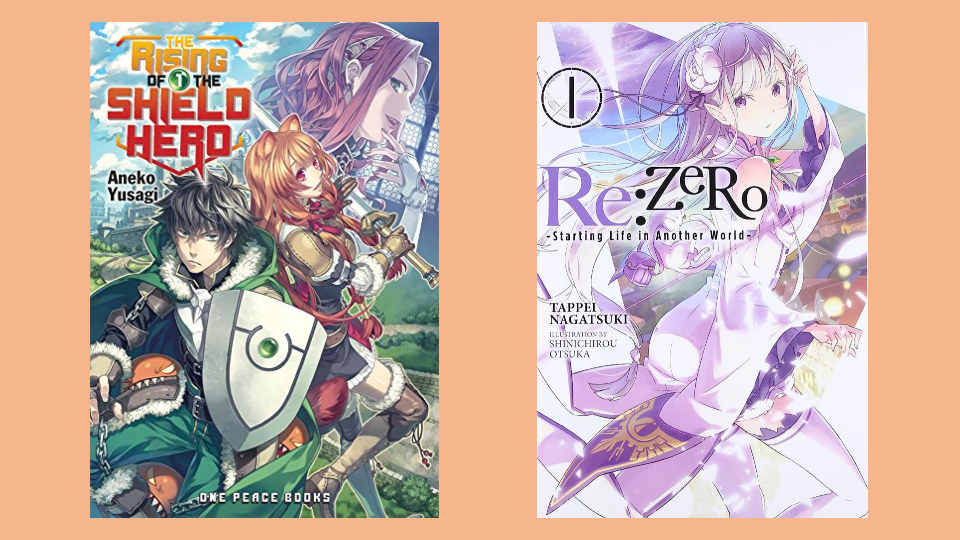 THE
RISING
OF 1 THE
SHIELD
HERO
Aneko
Yusagi
ONE PEACE BOOKS
1
Re:ZeRo
-Starting Life in Another World-
TAPPEI
NAGATSUKI
ILLUSTRATION BY
SHINICHIROU
OTSUKA